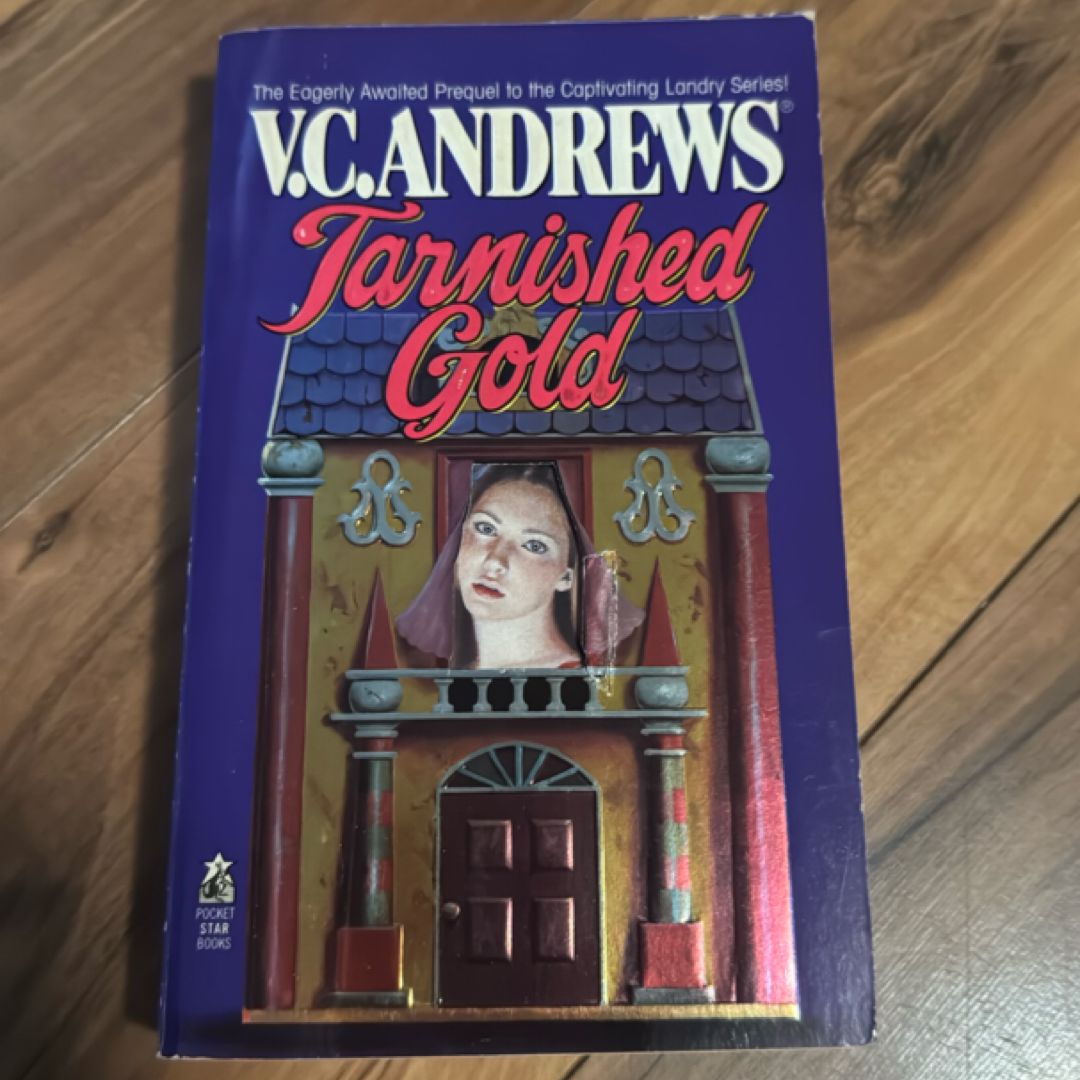 The Eagerly Awaited Prequel to the Captivating Landry Series!
V.C. ANDREWS®
Tarnished
Gold
POCKET
STAR
BOOKS